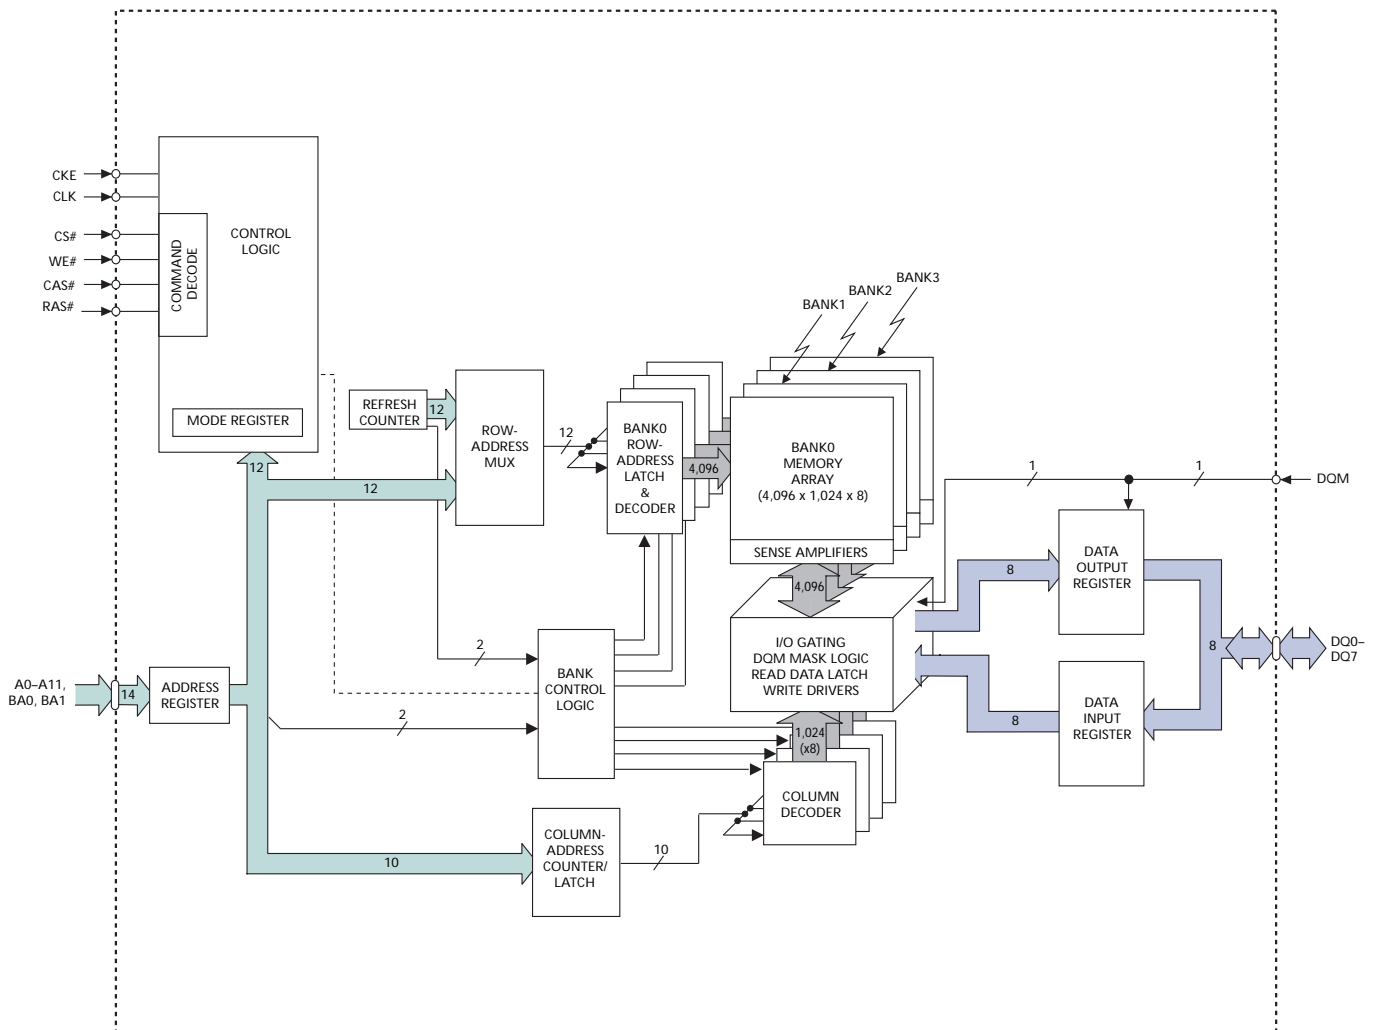 CKE
CLK
CS#
WE#
CAS#
RAS#
CONTROL
LOGIC
COMMAND
DECODE
MODE REGISTER
12
BANK1
BANK2
BANK3
REFRESH
COUNTER
12
ROW-
ADDRESS
MUX
12
12
BANK0
ROW-
ADDRESS
LATCH
&
DECODER
4,096
BANK0
MEMORY
ARRAY
(4,096 x 1,024 x 8)
SENSE AMPLIFIERS
4,096
1
1
DQM
DATA
OUTPUT
REGISTER
8
I/O GATING
DQM MASK LOGIC
READ DATA LATCH
WRITE DRIVERS
8
DQ0–
DQ7
DATA
INPUT
REGISTER
8
A0–A11,
BA0, BA1
14
ADDRESS
REGISTER
2
2
BANK
CONTROL
LOGIC
1,024
(x8)
COLUMN
DECODER
10
COLUMN-
ADDRESS
COUNTER/
LATCH
10